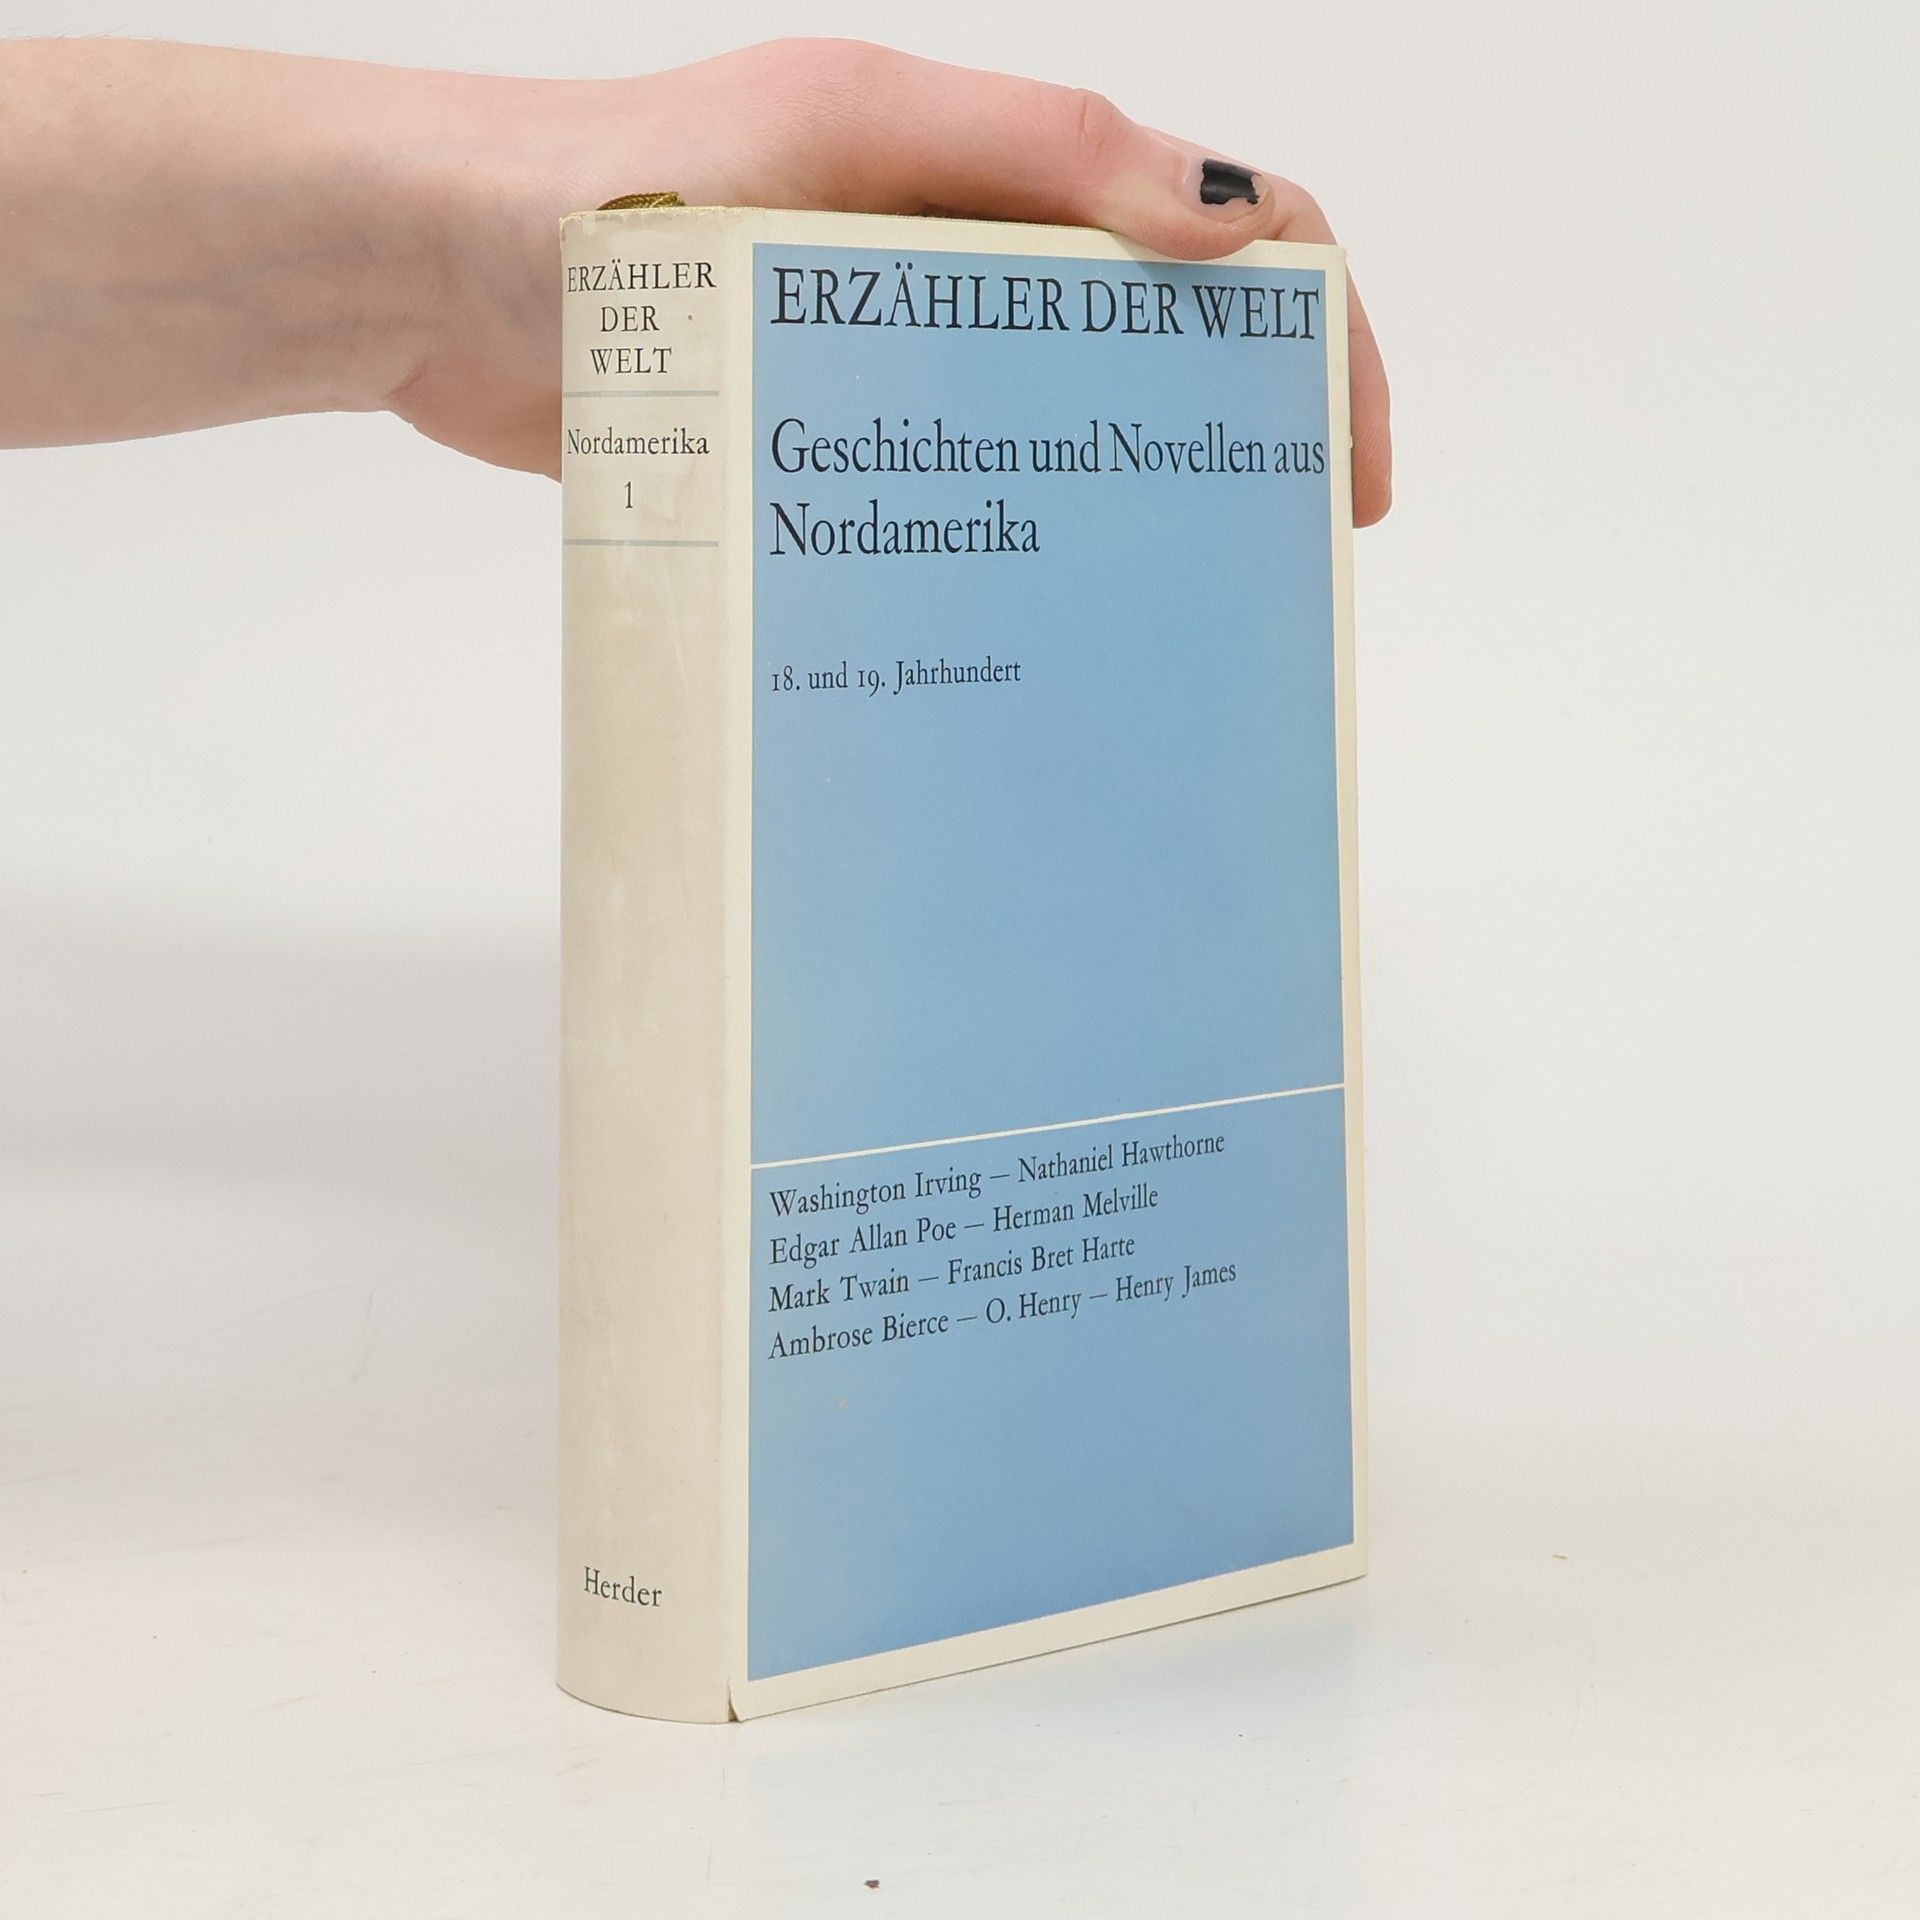 ERZÄHLER
DER
WELT
Nordamerika
1
Herder
ERZÄHLER DER WELT
Geschichten und Novellen aus
Nordamerika
18. und 19. Jahrhundert
Washington Irving — Nathaniel Hawthorne
Edgar Allan Poe — Herman Melville
Mark Twain — Francis Bret Harte
Ambrose Bierce — O. Henry — Henry James